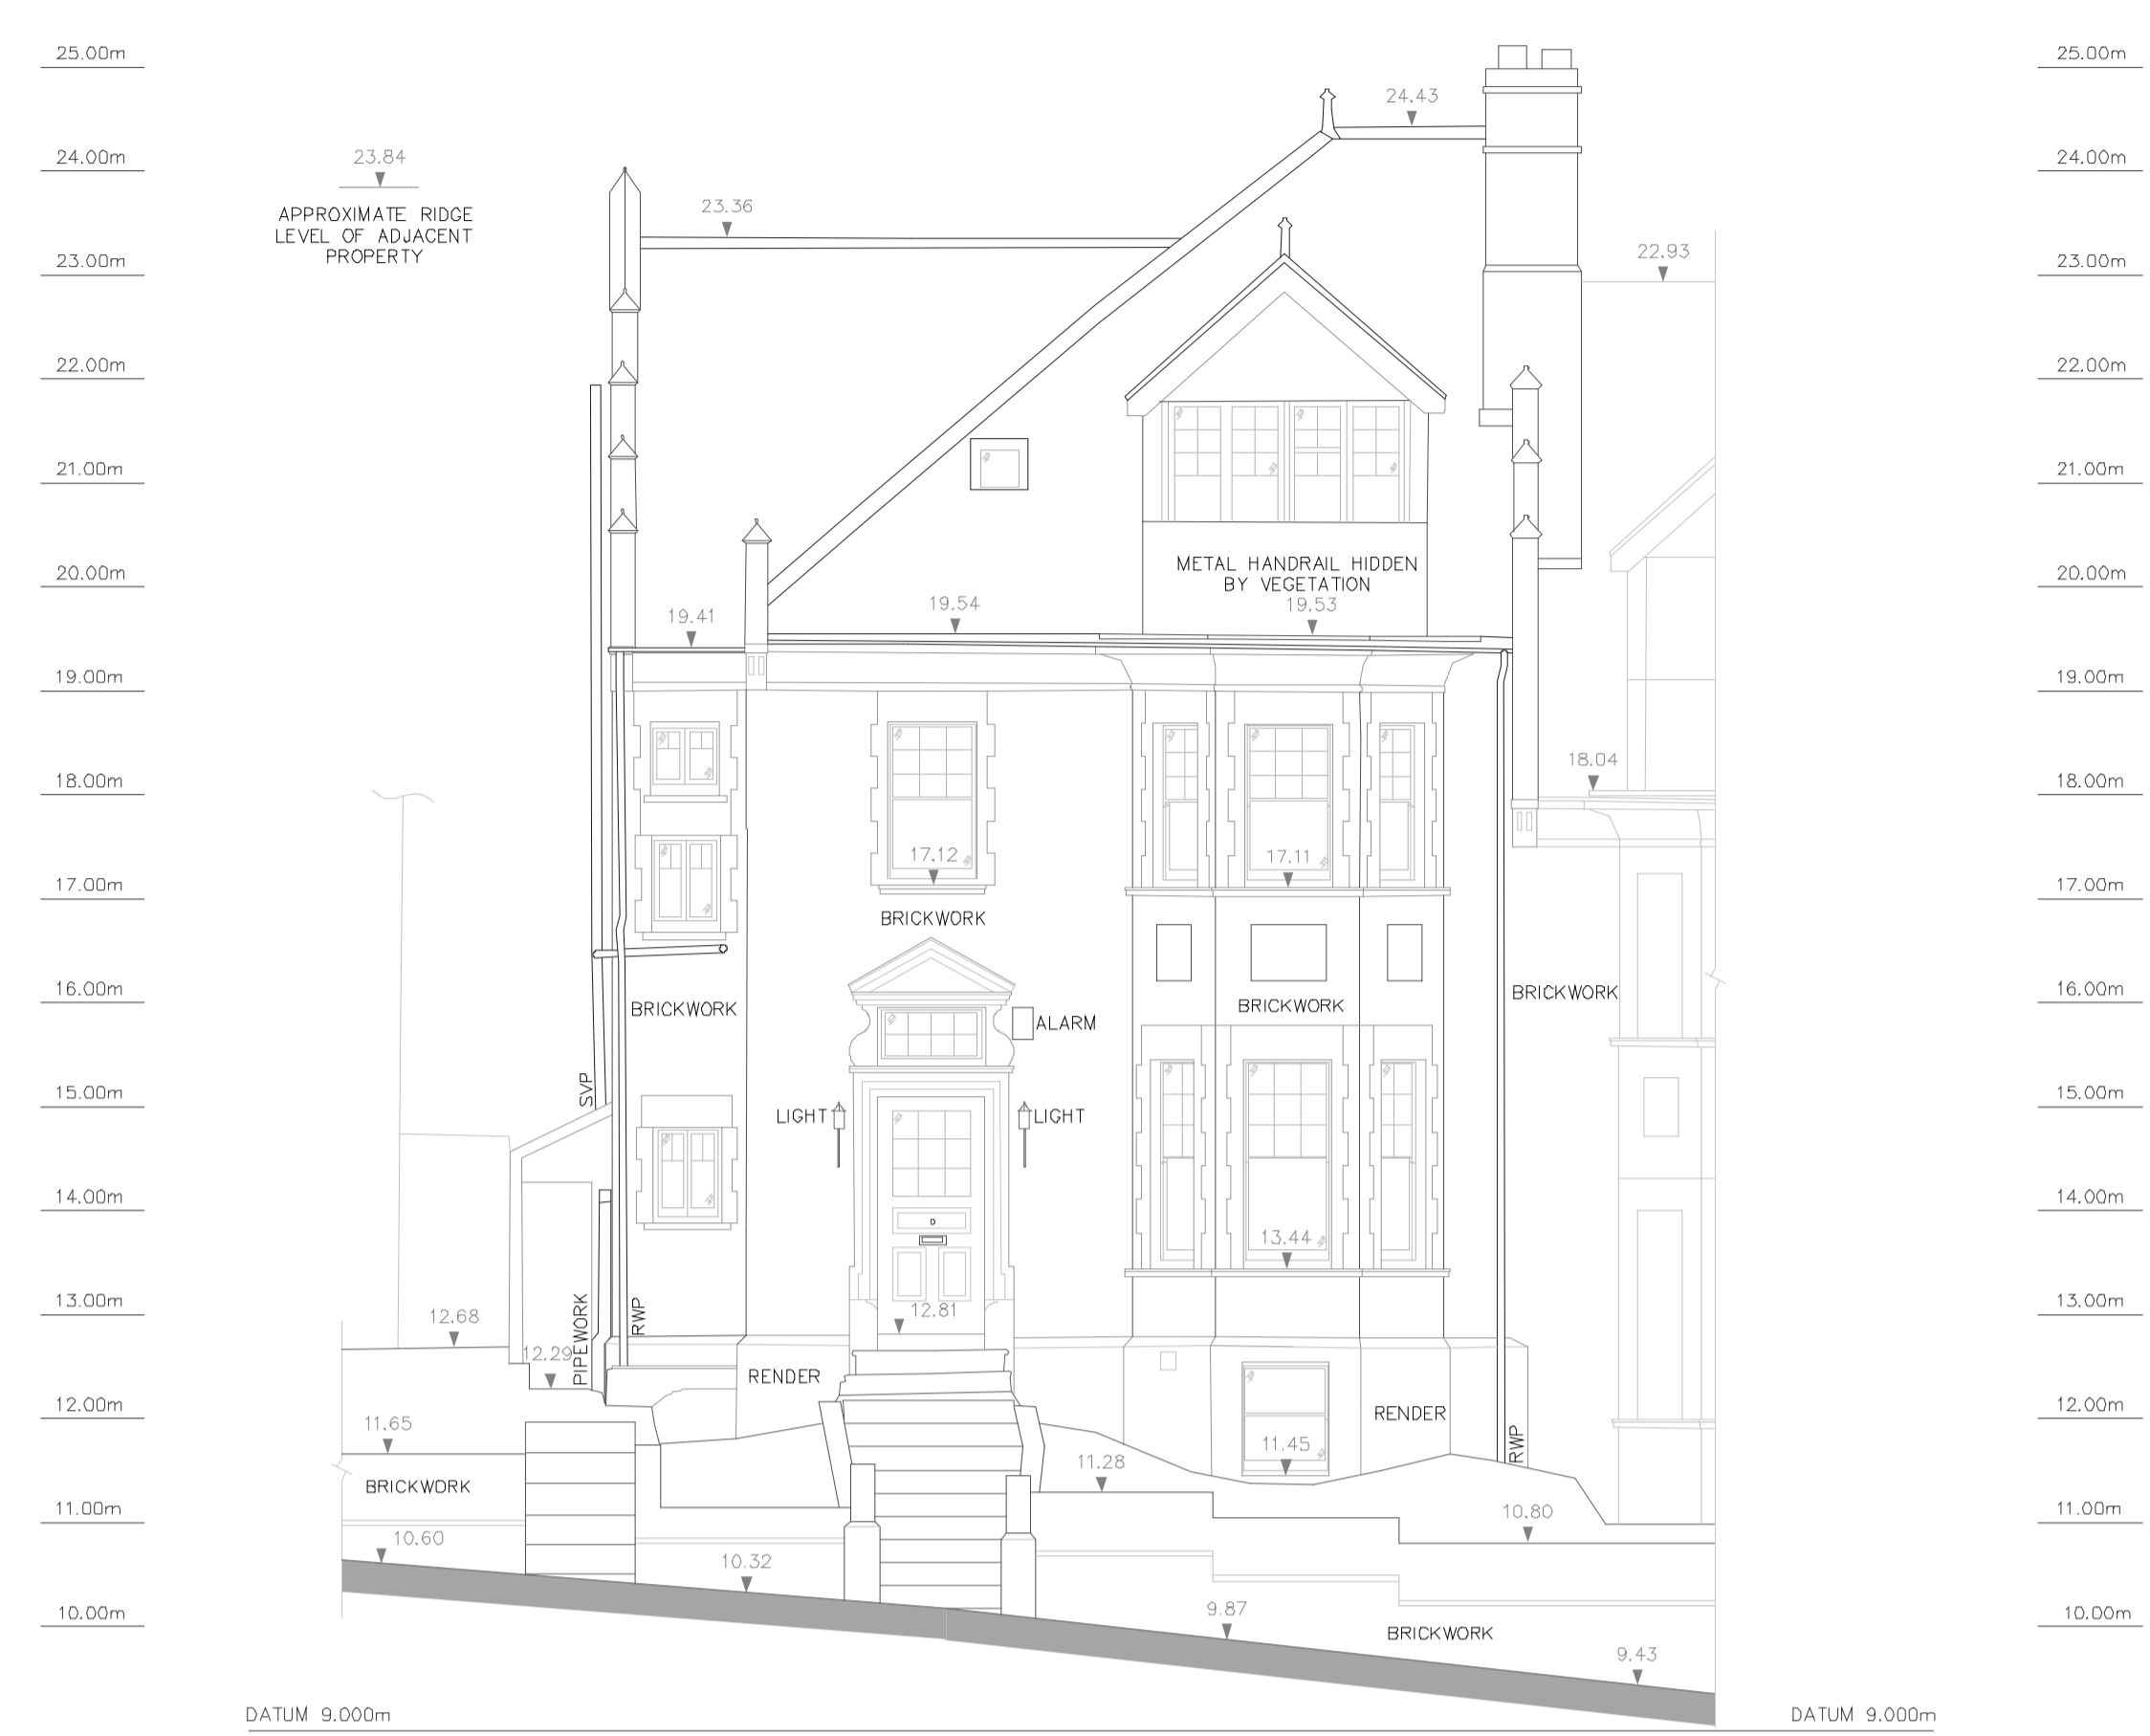 25.00m
25.00m
24.43
24.00m
23.84
24.00m
APPROXIMATE RIDGE
LEVEL OF ADJACENT
PROPERTY
23.36
23.00m
22.93
23.00m
22.00m
22.00m
21.00m
21.00m
20.00m
METAL HANDRAIL HIDDEN
BY VEGETATION
20.00m
19.41
19.54
19.53
19.00m
19.00m
18.00m
18.04
18.00m
17.12
17.11
17.00m
17.00m
BRICKWORK
16.00m
BRICKWORK
BRICKWORK
BRICKWORK
16.00m
ALARM
15.00m
SVP
LIGHT
LIGHT
15.00m
14.00m
14.00m
D
13.44
13.00m
12.68
PIPEWORK
RWP
12.81
13.00m
12.29
RENDER
12.00m
11.65
RENDER
12.00m
BRICKWORK
11.28
11.45
RWP
11.00m
10.60
10.80
11.00m
10.32
10.00m
9.87
BRICKWORK
10.00m
9.43
DATUM 9.000m
DATUM 9.000m